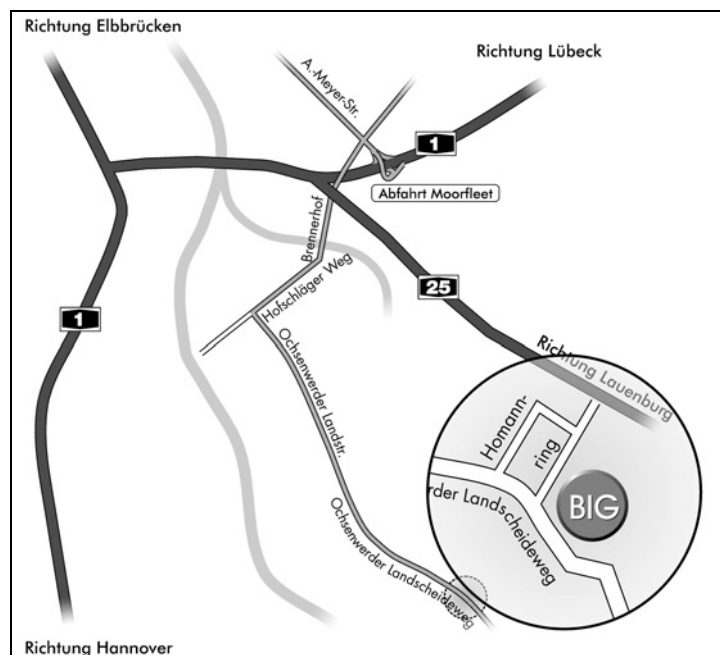 Richtung Elbbrücken
Richtung Lübeck
A.-Meyer-Str.
1
Abfahrt Moorfleet
Brennerhof
Hofschläger Weg
25
1
Ochsenwerder Landstr.
Richtung Lauenburg
Homann-
ring
BIG
rder Landscheideweg
Ochsenwerder Landscheideweg
Richtung Hannover